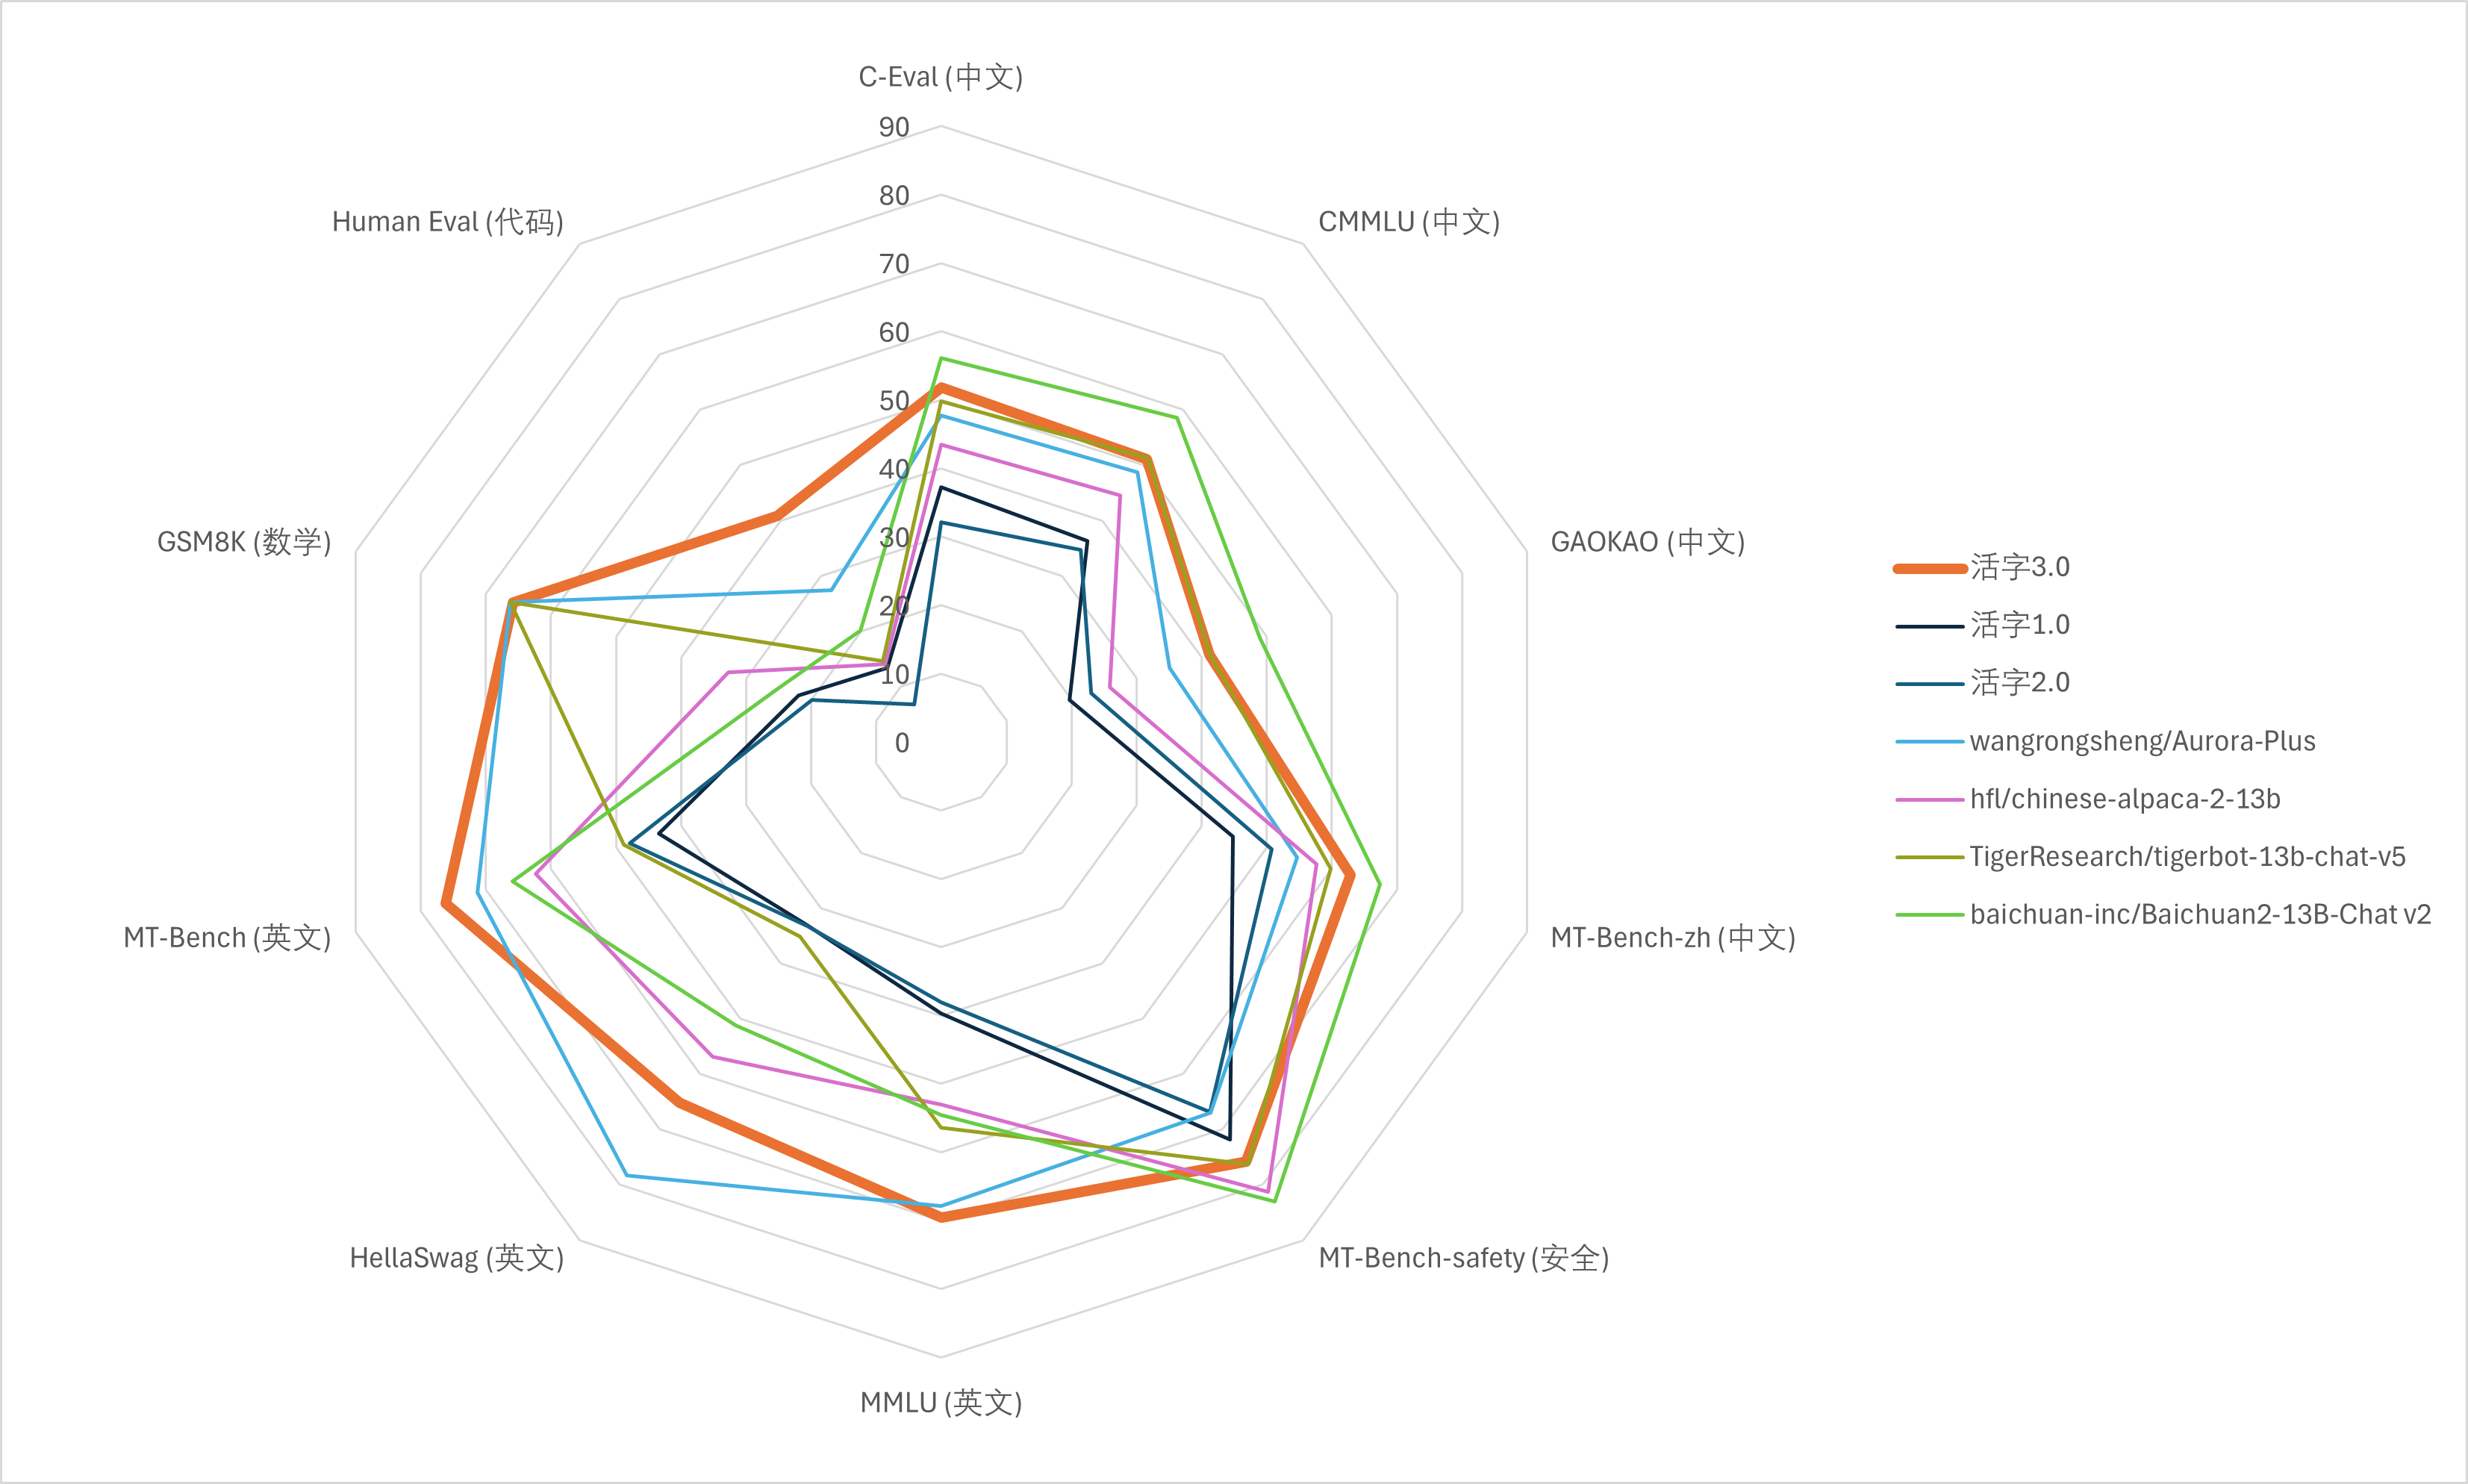 C-Eval (中文)
90
80
70
60
50
40
30
20
10
0
CMMLU (中文)
GAOKAO (中文)
MT-Bench-zh (中文)
MT-Bench-safety (安全)
MMLU (英文)
HellaSwag (英文)
MT-Bench (英文)
GSM8K (数学)
Human Eval (代码)
活字3.0
活字1.0
活字2.0
wangrongsheng/Aurora-Plus
hfl/chinese-alpaca-2-13b
TigerResearch/tigerbot-13b-chat-v5
baichuan-inc/Baichuan2-13B-Chat v2